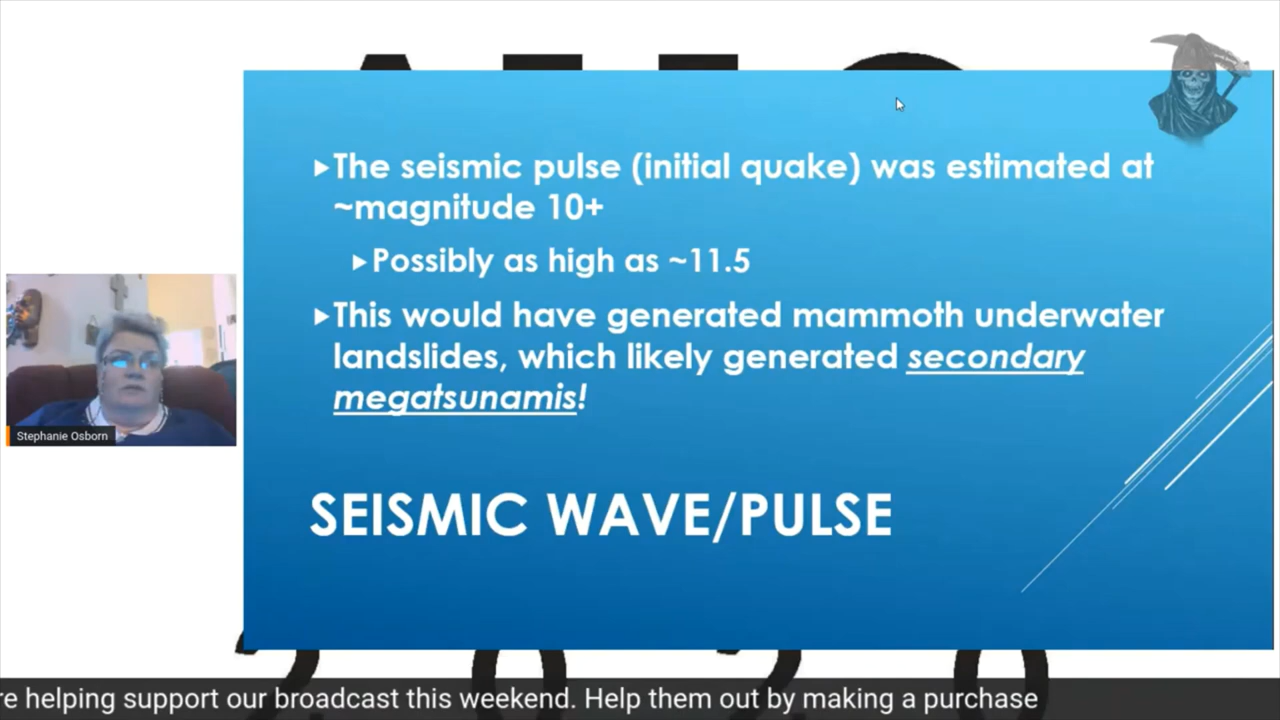 ▸The seismic pulse (initial quake) was estimated at
~magnitude 10+
▸Possibly as high as ~11.5
▸This would have generated mammoth underwater
landslides, which likely generated secondary
megatsunamis!
SEISMIC WAVE/PULSE
Stephanie Osborn
helping support our broadcast this weekend. Help them out by making a purchase